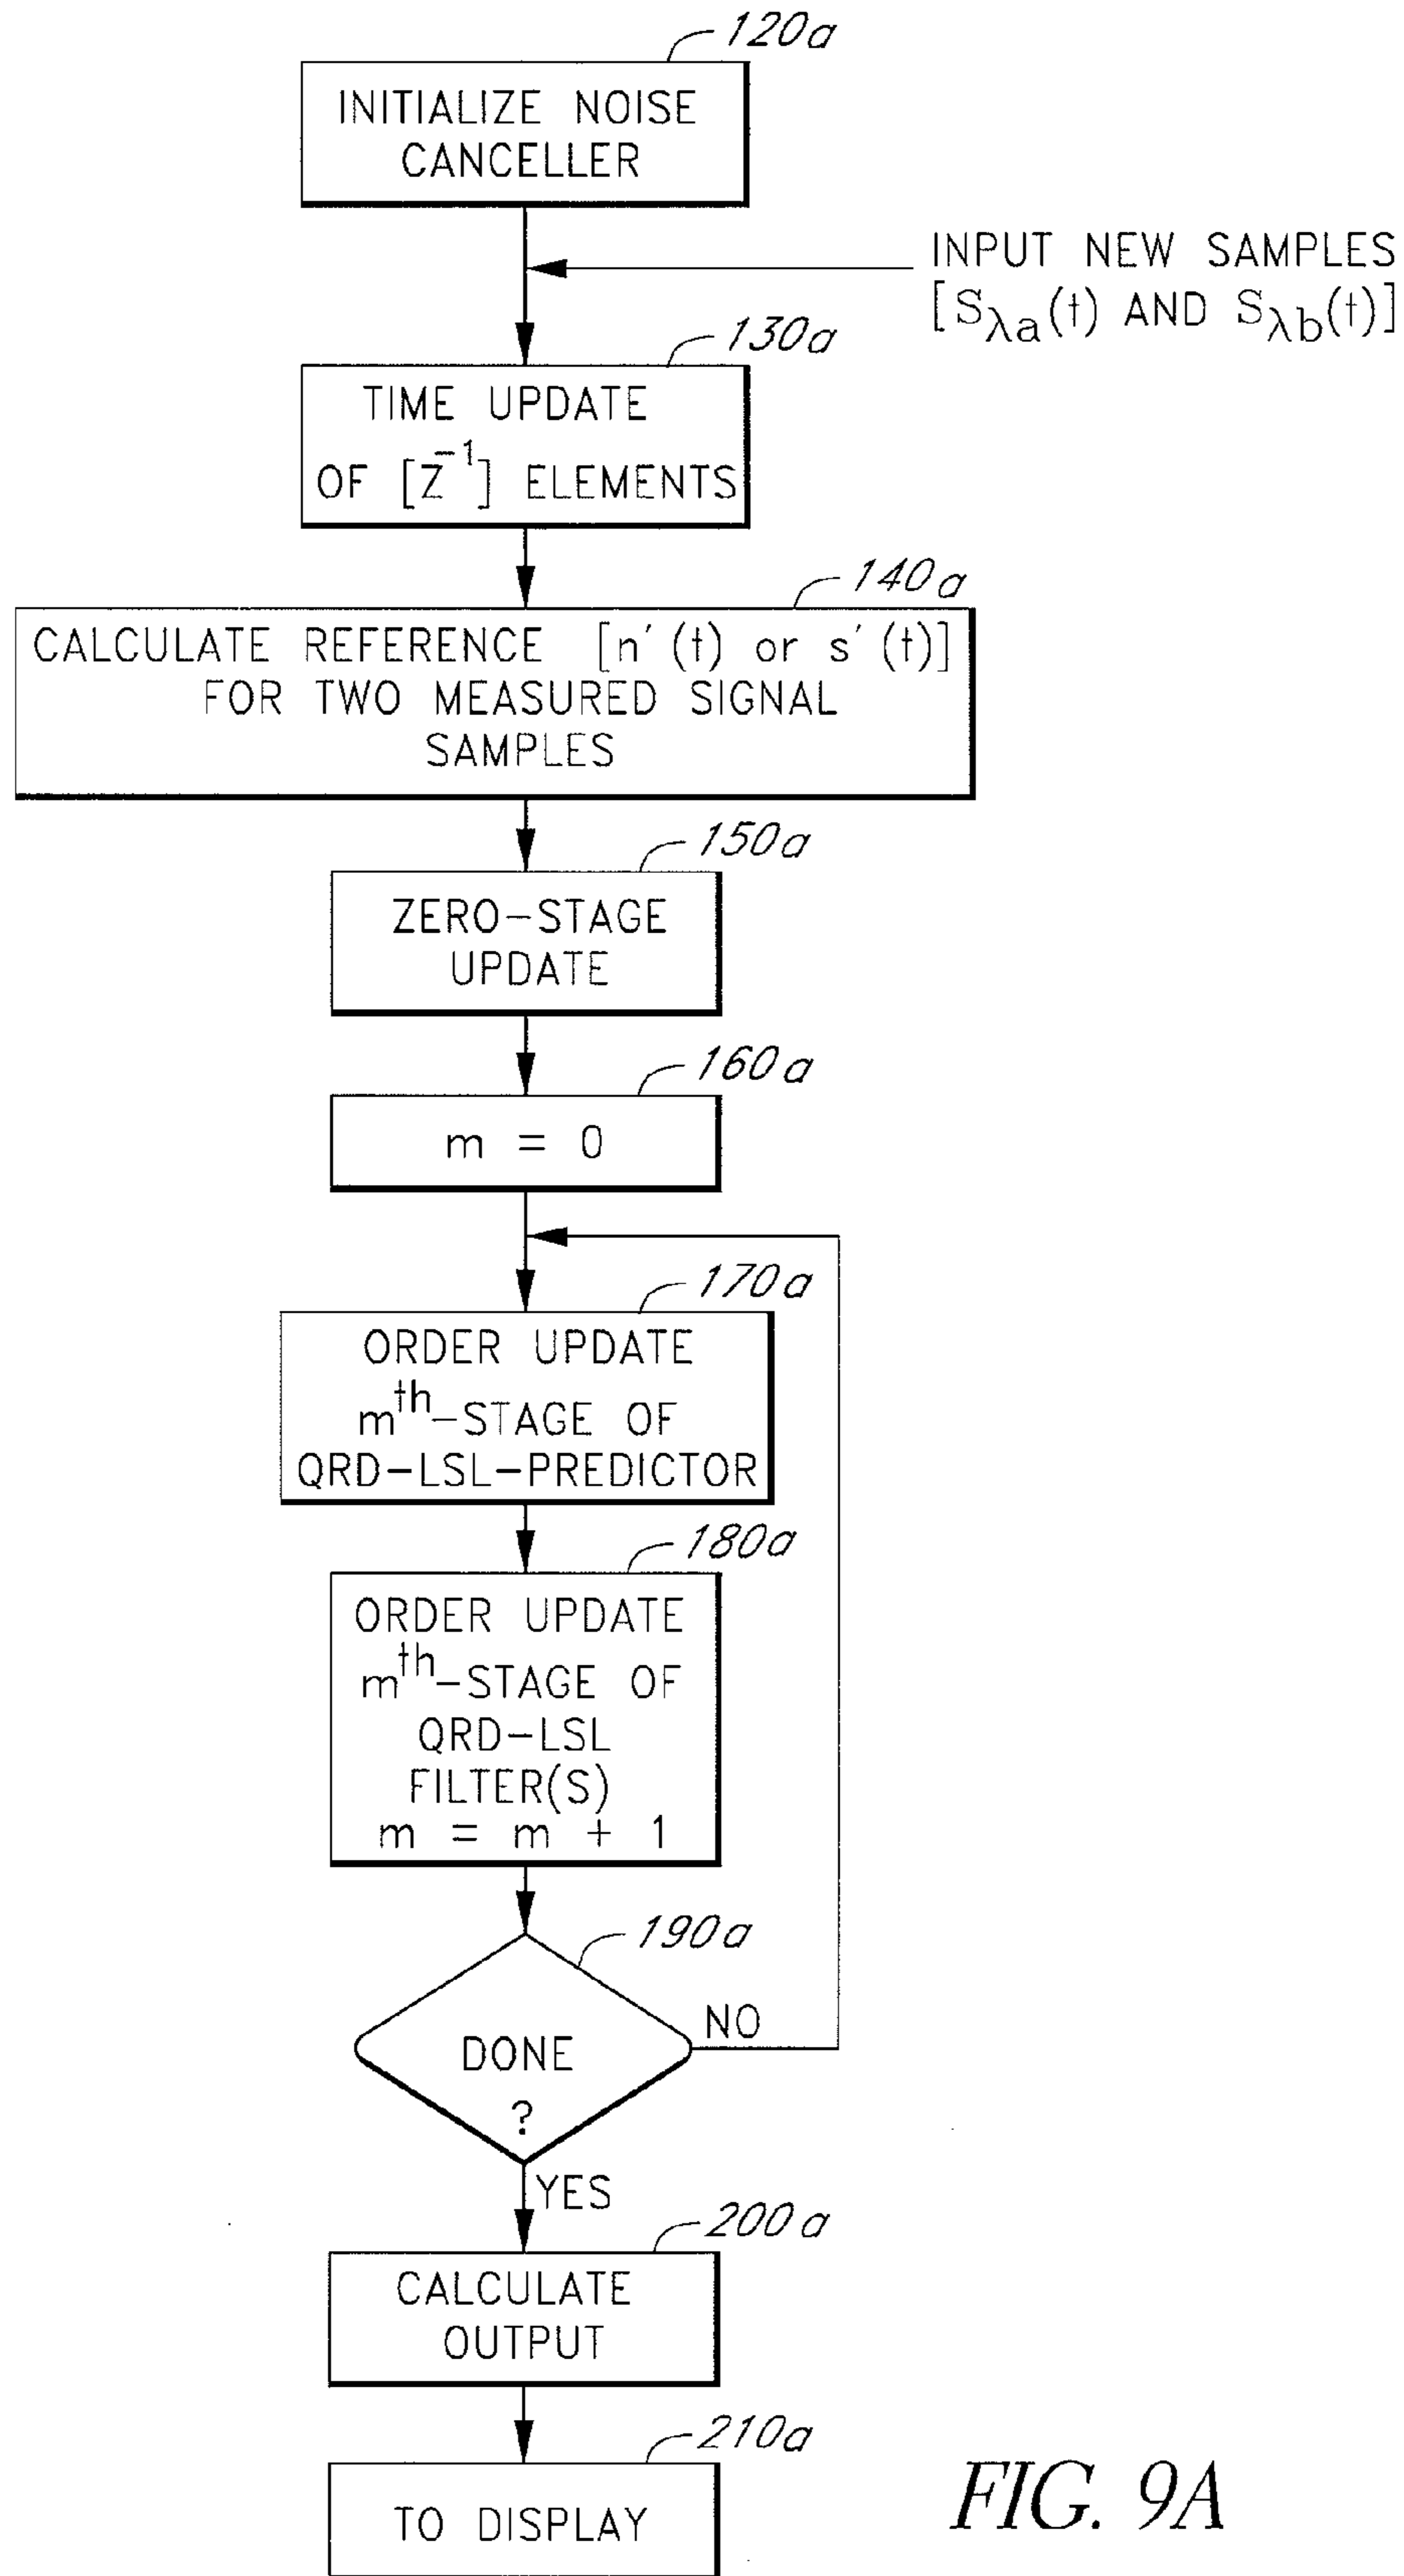 120a
INITIALIZE NOISE
CANCELLER
INPUT NEW SAMPLES
[Sλa(t) AND Sλb(t)]
130a
TIME UPDATE
OF [Z⁻¹] ELEMENTS
140a
CALCULATE REFERENCE [n'(t) or s'(t)]
FOR TWO MEASURED SIGNAL
SAMPLES
150a
ZERO-STAGE
UPDATE
160a
m = 0
170a
ORDER UPDATE
mᵗʰ-STAGE OF
QRD-LSL-PREDICTOR
180a
ORDER UPDATE
mᵗʰ-STAGE OF
QRD-LSL
FILTER(S)
m = m + 1
190a
NO
DONE
?
YES
200a
CALCULATE
OUTPUT
210a
TO DISPLAY
FIG. 9A